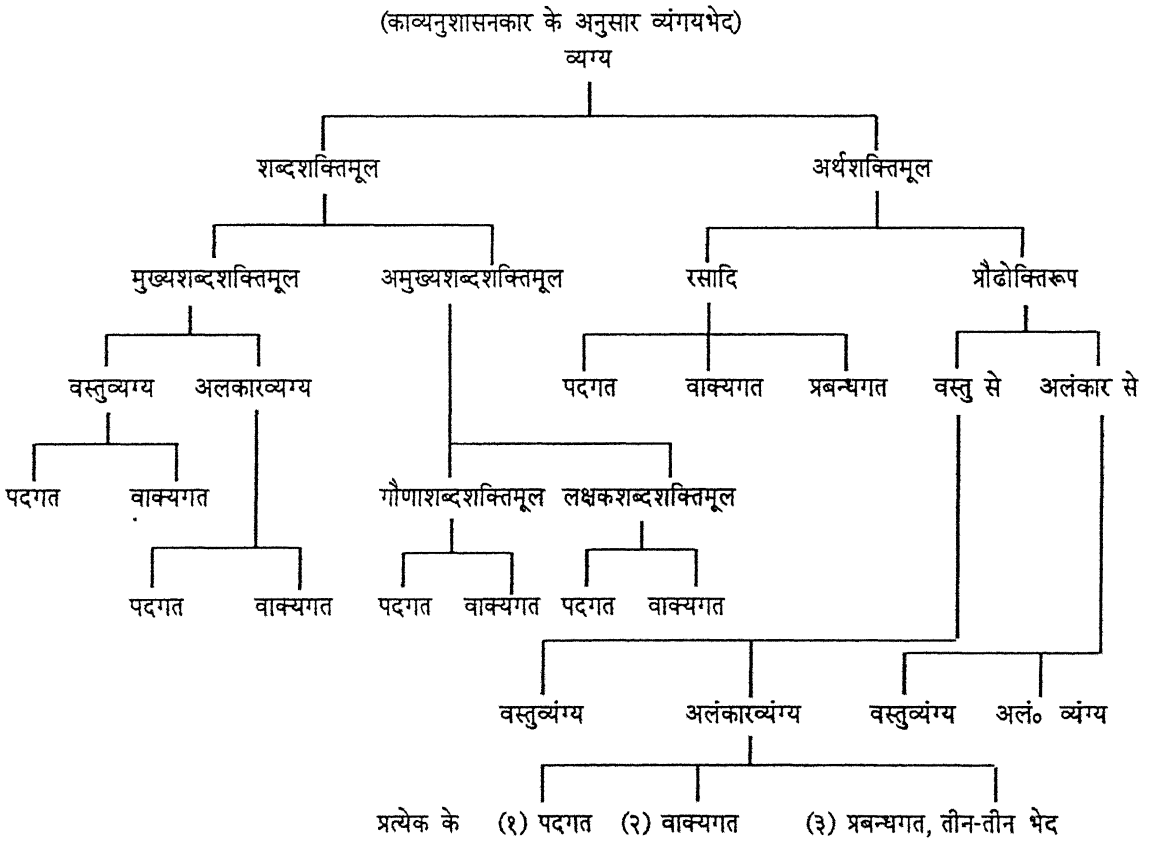 (काव्यनुशासनकार के अनुसार व्यंगयभेद)
व्यग्य
शब्दशक्तिमूल अर्थशक्तिमूल
मुख्यशब्दशक्तिमूल अमुख्यशब्दशक्तिमूल रसादि प्रौढोक्तिरूप
वस्तुव्यग्य अलकारव्यग्य पदगत वाक्यगत प्रबन्धगत वस्तु से अलंकार से
पदगत वाक्यगत गौणाशब्दशक्तिमूल लक्षकशब्दशक्तिमूल
पदगत वाक्यगत पदगत वाक्यगत पदगत वाक्यगत
वस्तुव्यंग्य अलंकारव्यंग्य वस्तुव्यंग्य अलं० व्यंग्य
प्रत्येक के (१) पदगत (२) वाक्यगत (३) प्रबन्धगत, तीन-तीन भेद